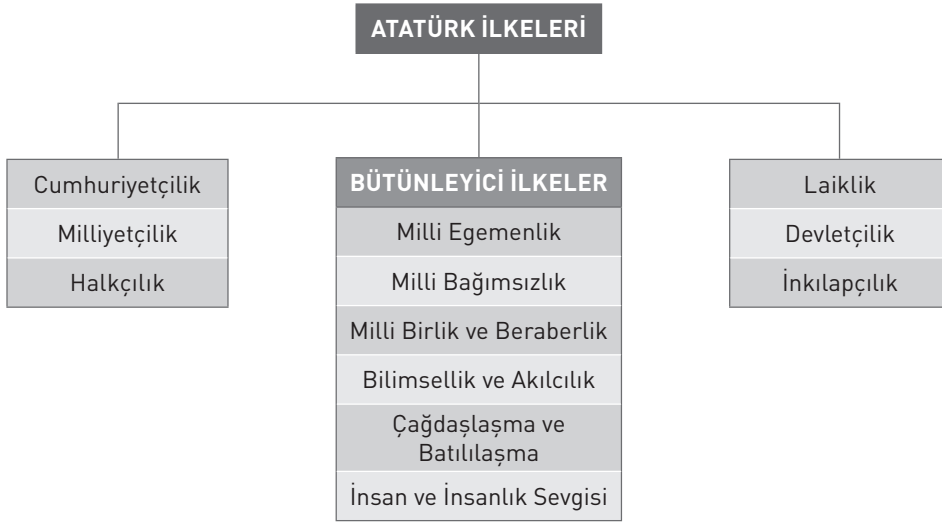 ATATÜRK İLKELERİ
Cumhuriyetçilik
Milliyetçilik
Halkçılık
BÜTÜNLEYİCİ İLKELER
Milli Egemenlik
Milli Bağımsızlık
Milli Birlik ve Beraberlik
Bilimsellik ve Akılcılık
Çağdaşlaşma ve
Batılılaşma
İnsan ve İnsanlık Sevgisi
Laiklik
Devletçilik
İnkılapçılık